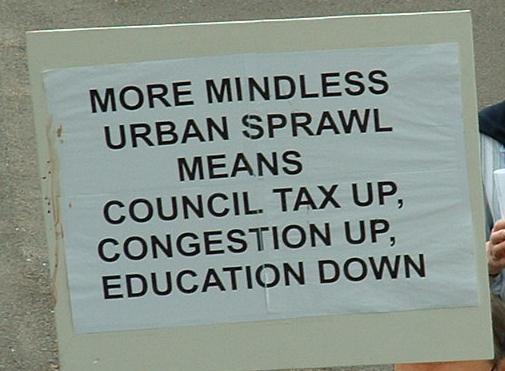 MORE MINDLESS
URBAN SPRAWL
MEANS
COUNCIL TAX UP,
CONGESTION UP,
EDUCATION DOWN